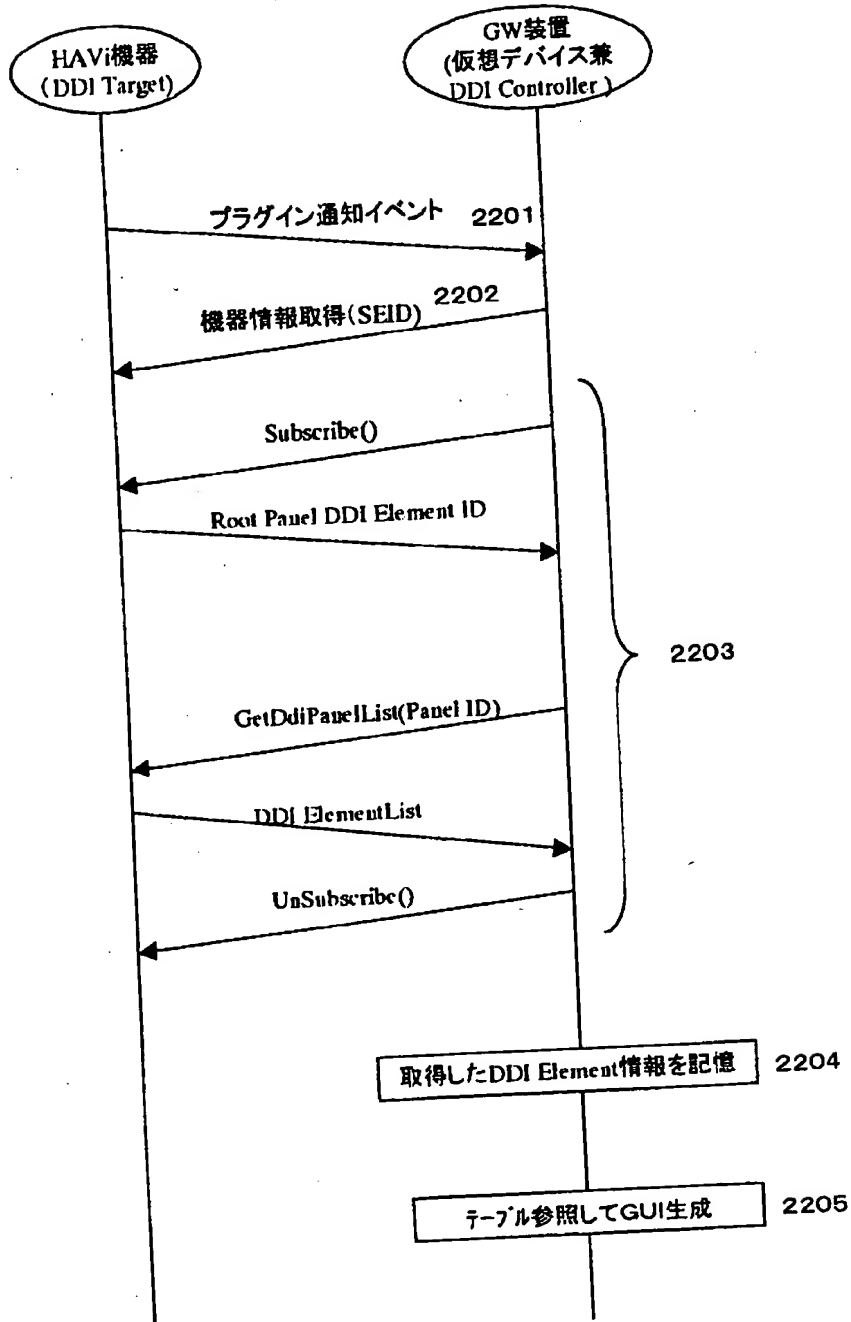 HAVi機器
(DDI Target)
GW装置
(仮想デバイス兼
DDI Controller)
プラグイン通知イベント 2201
機器情報取得(SEID) 2202
Subscribe()
Root Panel DDI Element ID
2203
GetDdiPanelList(Panel ID)
DDI ElementList
UnSubscribe()
取得したDDI Element情報を記憶 2204
テーブル参照してGUI生成 2205